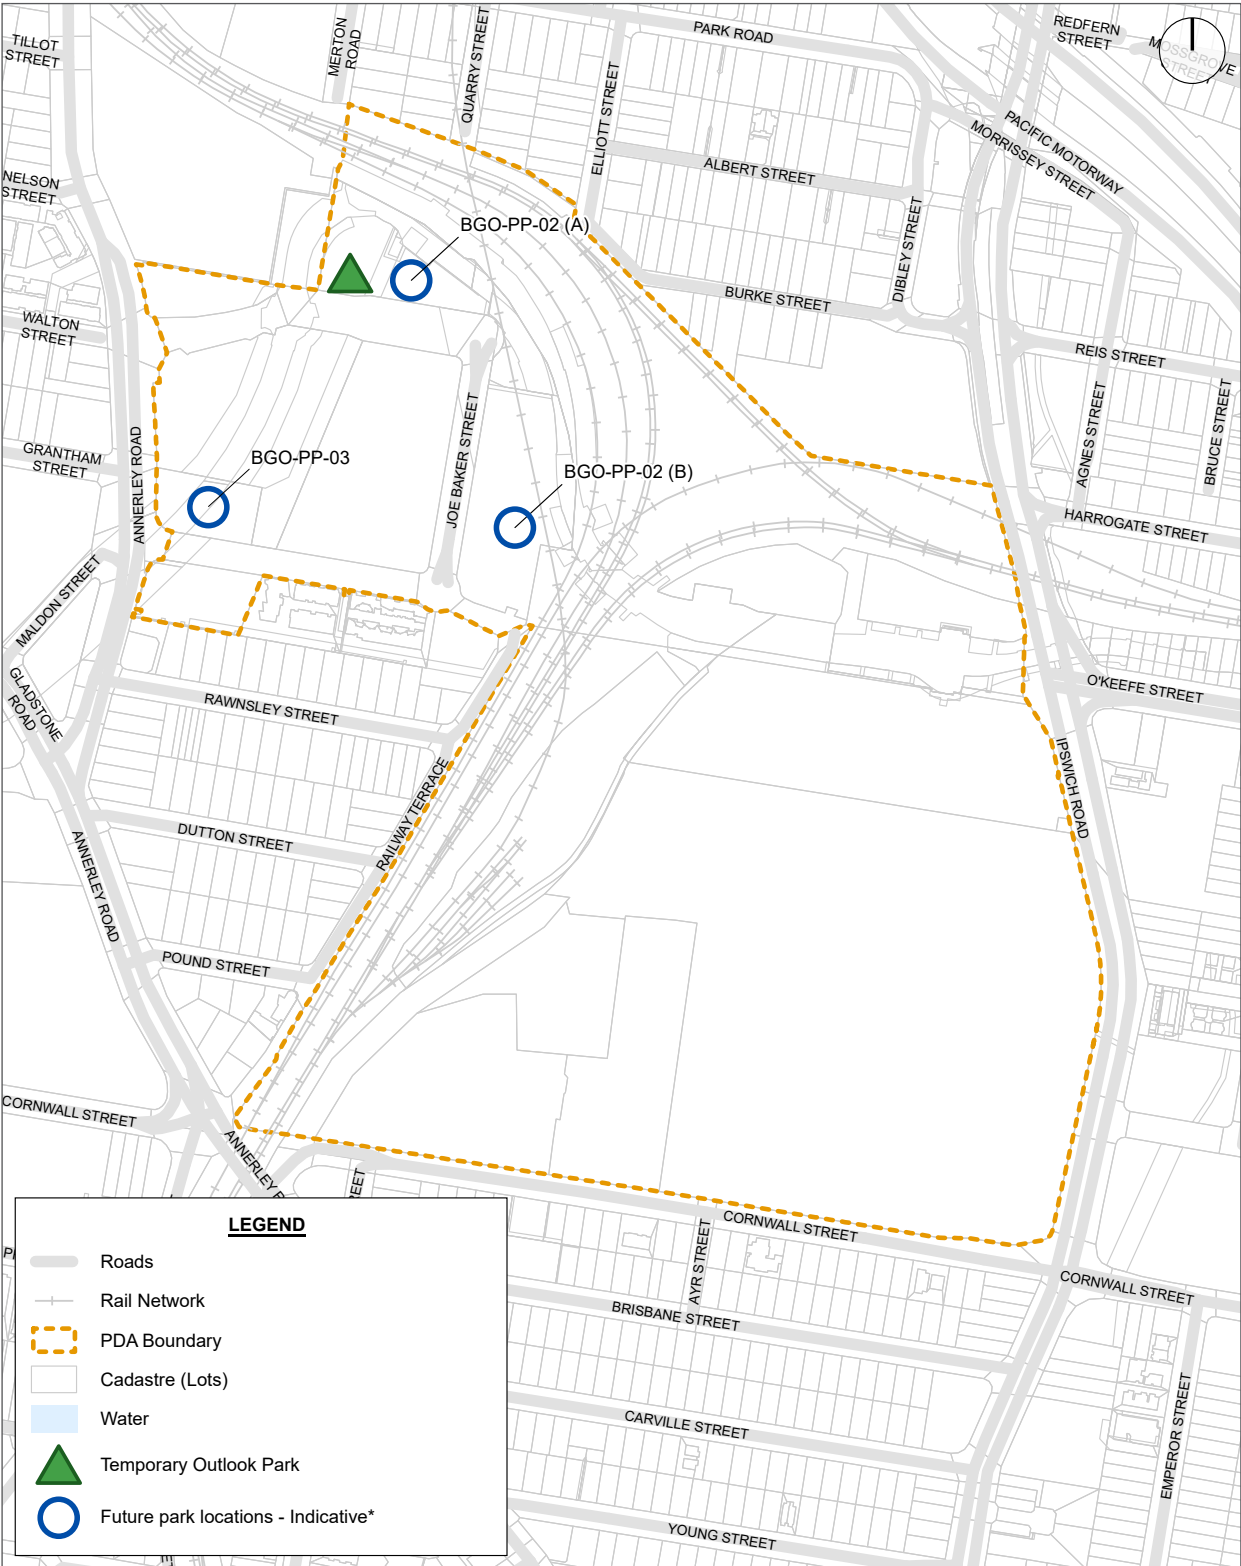 TILLOT
STREET
MERTON
ROAD
QUARRY STREET
PARK ROAD
REDFERN
STREET
MOSSGROVE
STREET
ELLIOTT STREET
ALBERT STREET
PACIFIC MOTORWAY
MORRISSEY STREET
NELSON
STREET
BGO-PP-02 (A)
DIBLEY STREET
BURKE STREET
WALTON
STREET
REIS STREET
AGNES STREET
BRUCE STREET
ANNERLEY ROAD
GRANTHAM
STREET
BGO-PP-03
JOE BAKER STREET
BGO-PP-02 (B)
HARROGATE STREET
MALDON STREET
GLADSTONE
ROAD
RAWNSLEY STREET
O'KEEFE STREET
IPSWICH ROAD
RAILWAY TERRACE
DUTTON STREET
ANNERLEY ROAD
POUND STREET
CORNWALL STREET
ANNERLEY R
REET
CORNWALL STREET
AYR STREET
CORNWALL STREET
BRISBANE STREET
CARVILLE STREET
EMPEROR STREET
YOUNG STREET
LEGEND
Roads
Rail Network
PDA Boundary
Cadastre (Lots)
Water
Temporary Outlook Park
Future park locations - Indicative*